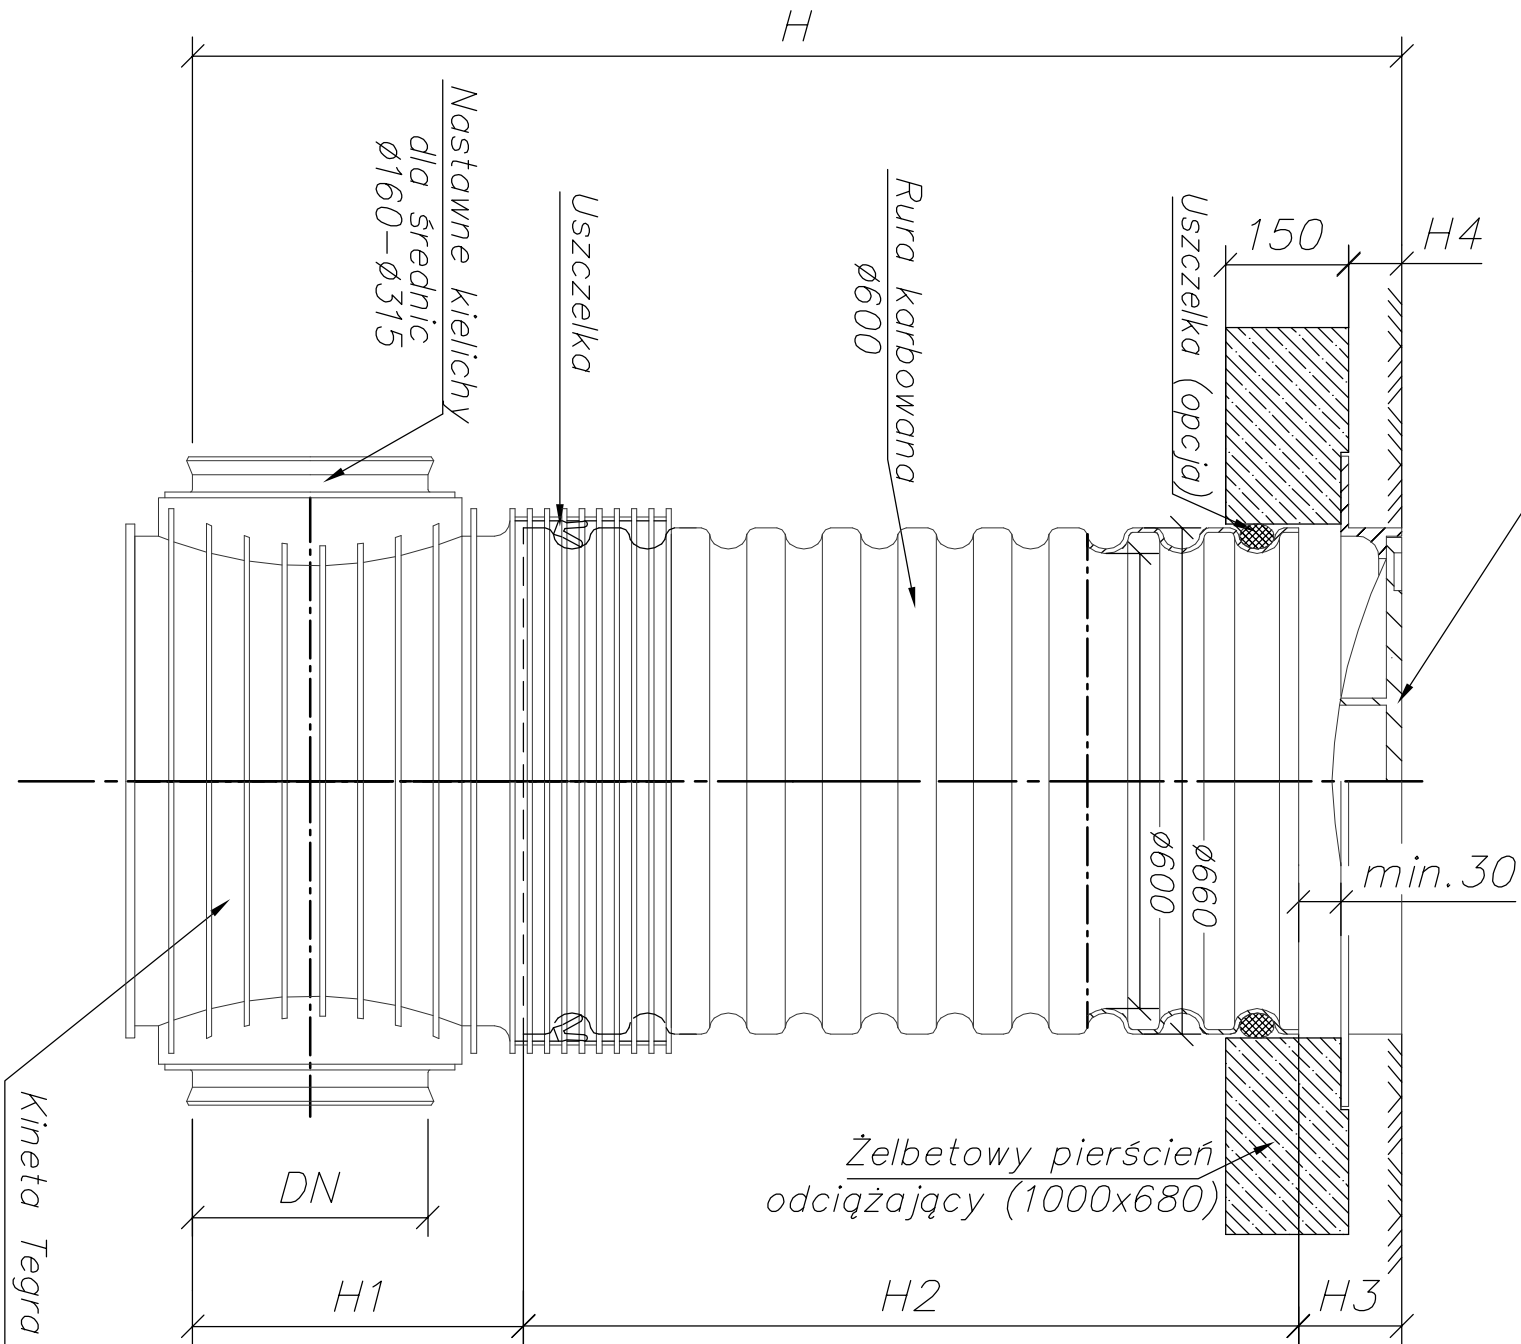 H
Nastawne kielichy
dla średnic
ø160-ø315
Uszczelka
Rura karbowana
ø600
Uszczelka (opcja)
150
H4
min.30
ø660
ø600
Żelbetowy pierścień
odciążający (1000x680)
Kineta Tegra
DN
H1
H2
H3